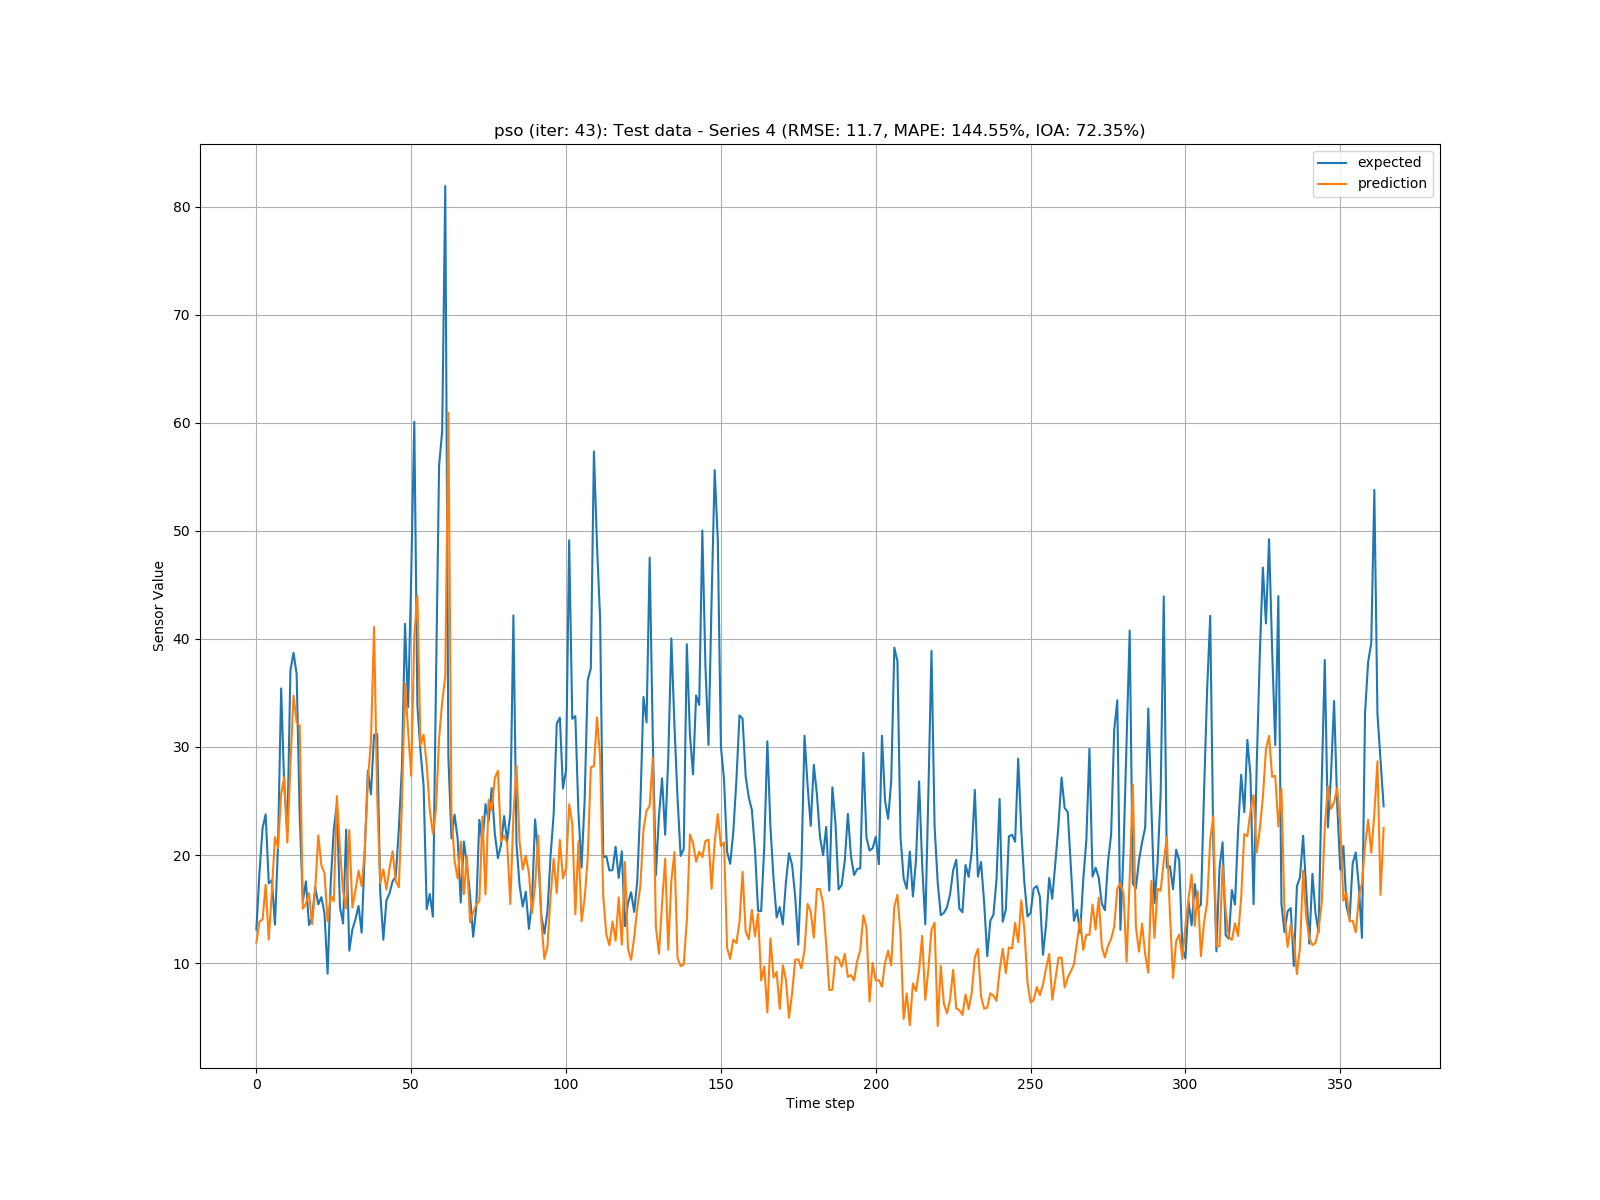 pso (iter: 43): Test data - Series 4 (RMSE: 11.7, MAPE: 144.55%, IOA: 72.35%)
expected
prediction
80
70
60
50
40
30
20
10
Sensor Value
0 50 100 150 200 250 300 350
Time step